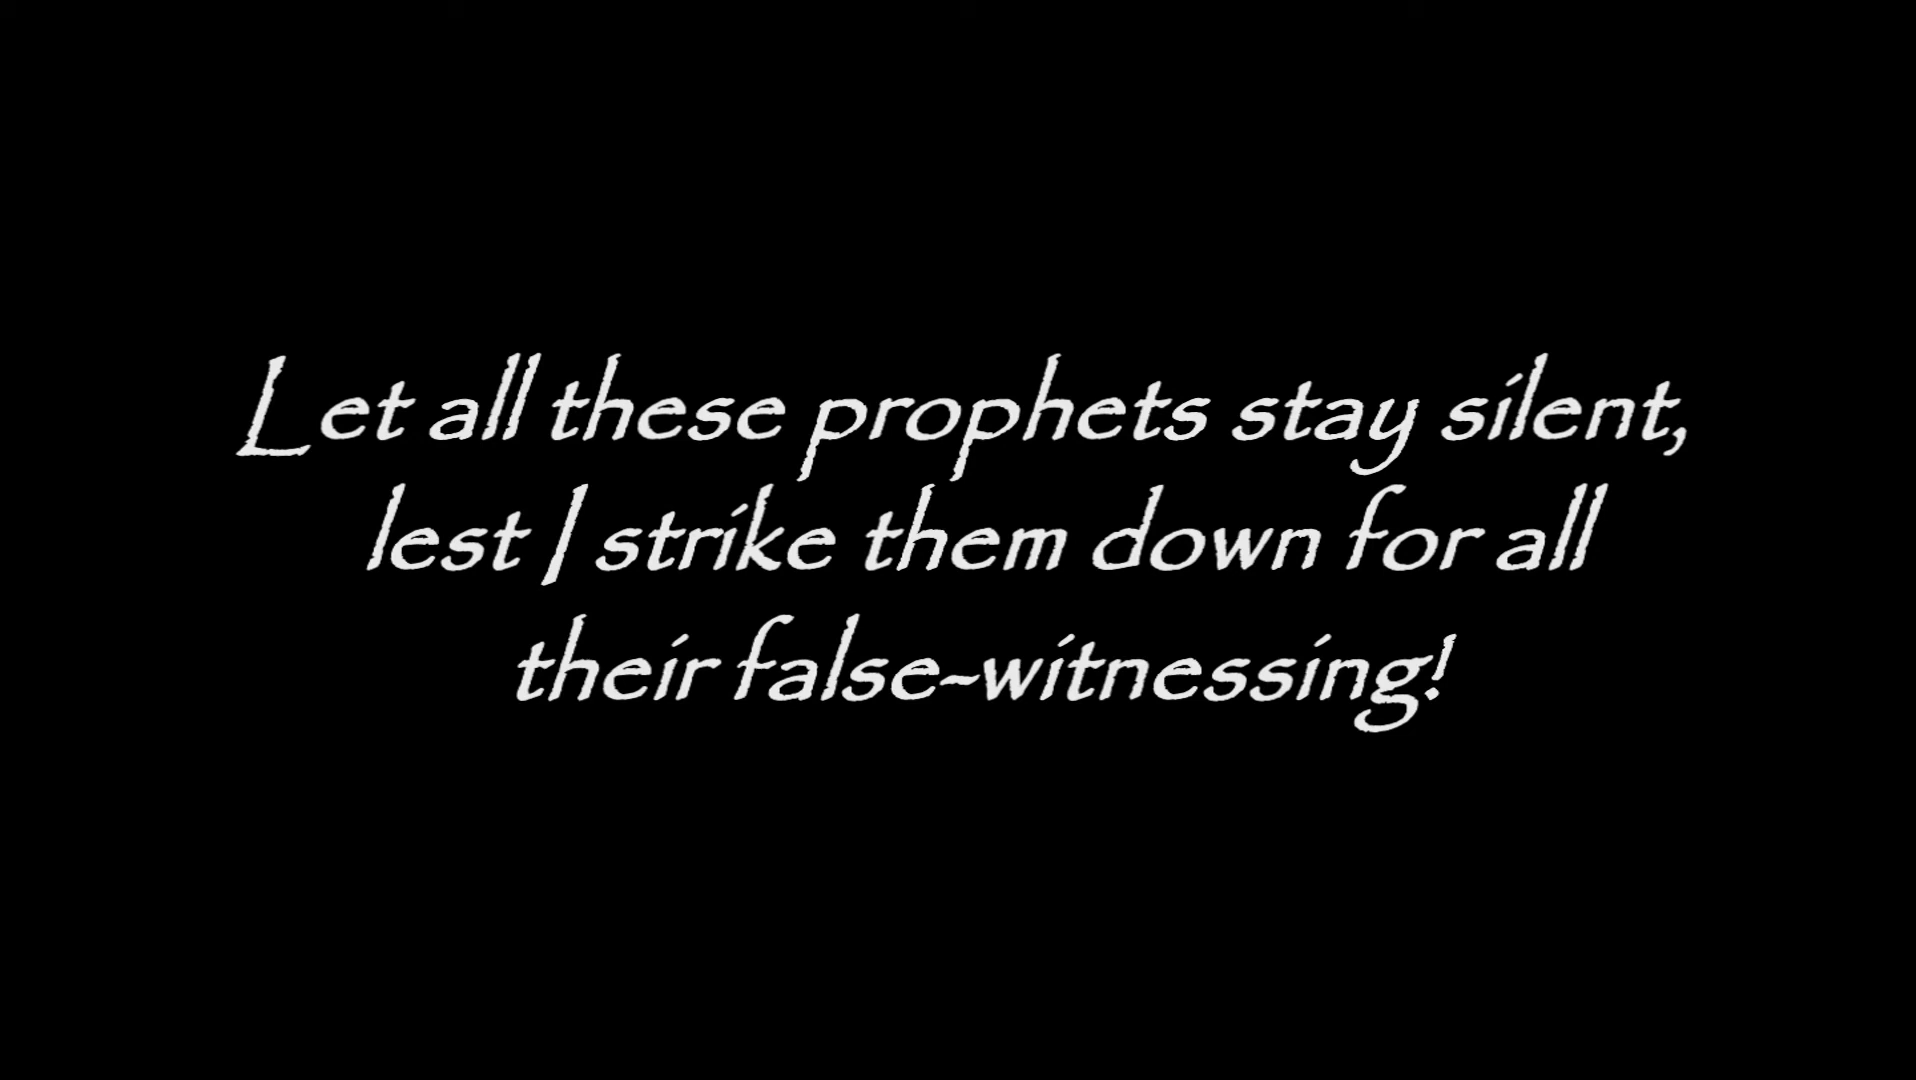 Let all these prophets stay silent,
lest I strike them down for all
their false-witnessing!